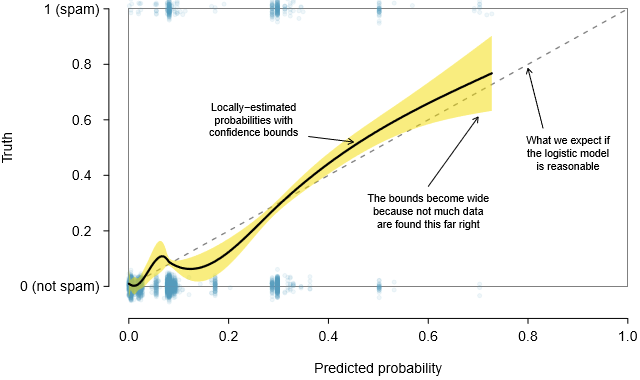 1 (spam)
0.8
0.6
0.4
0.2
0 (not spam)
Truth
Locally−estimated
probabilities with
confidence bounds
What we expect if
the logistic model
is reasonable
The bounds become wide
because not much data
are found this far right
0.0
0.2
0.4
0.6
0.8
1.0
Predicted probability